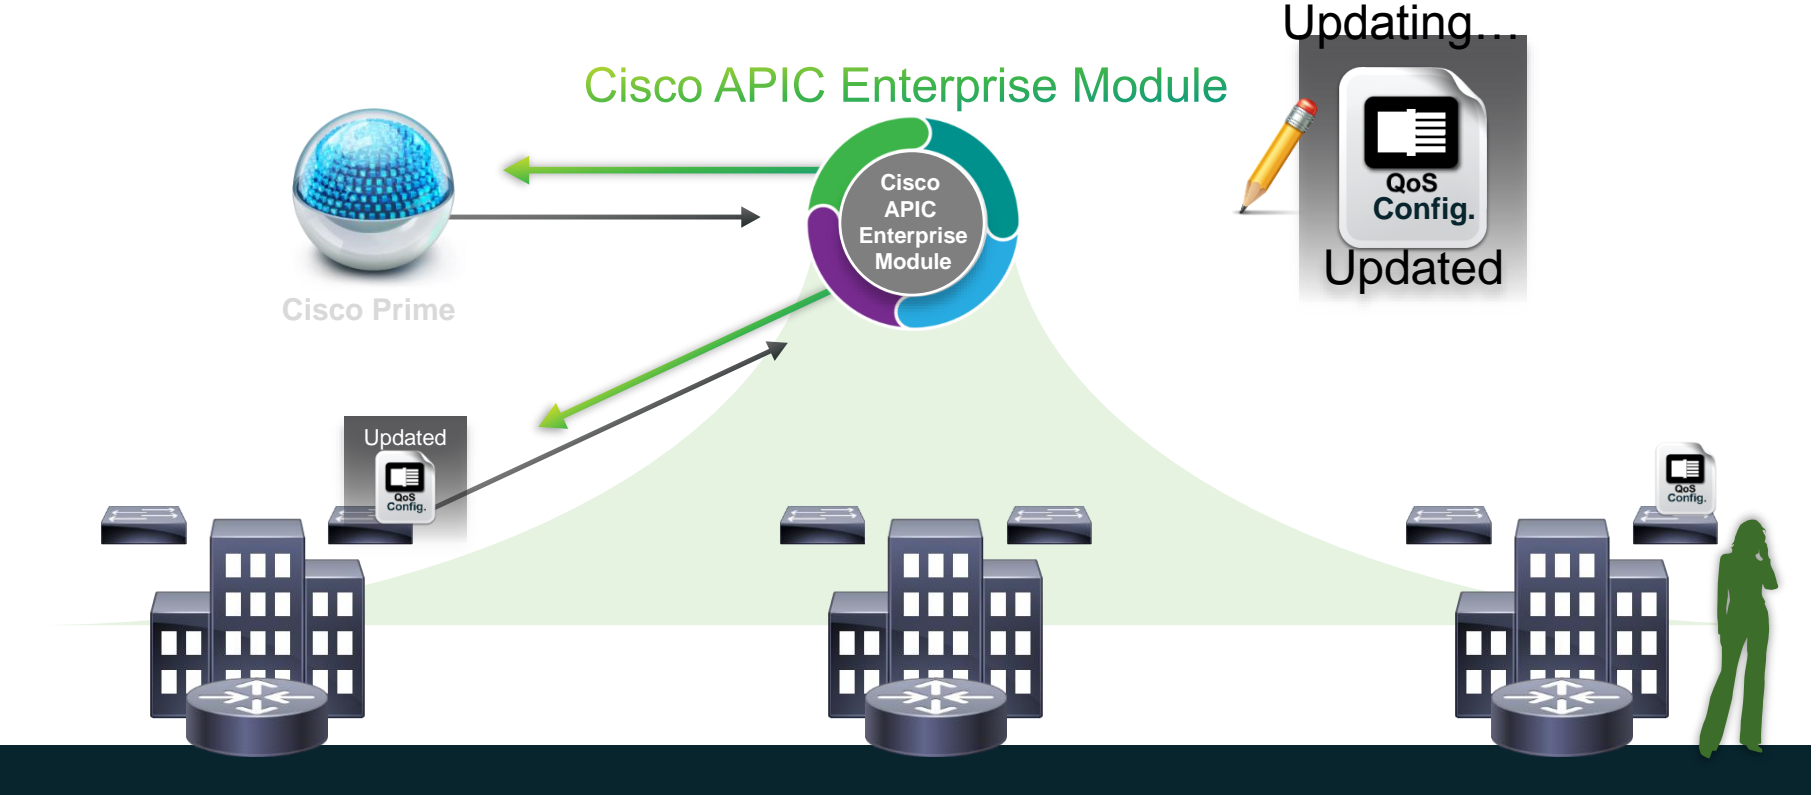 Updating...
Cisco APIC Enterprise Module
Cisco
APIC
Enterprise
Module
QoS
Config.
Updated
Cisco Prime
Updated
QoS
Config.
QoS
Config.